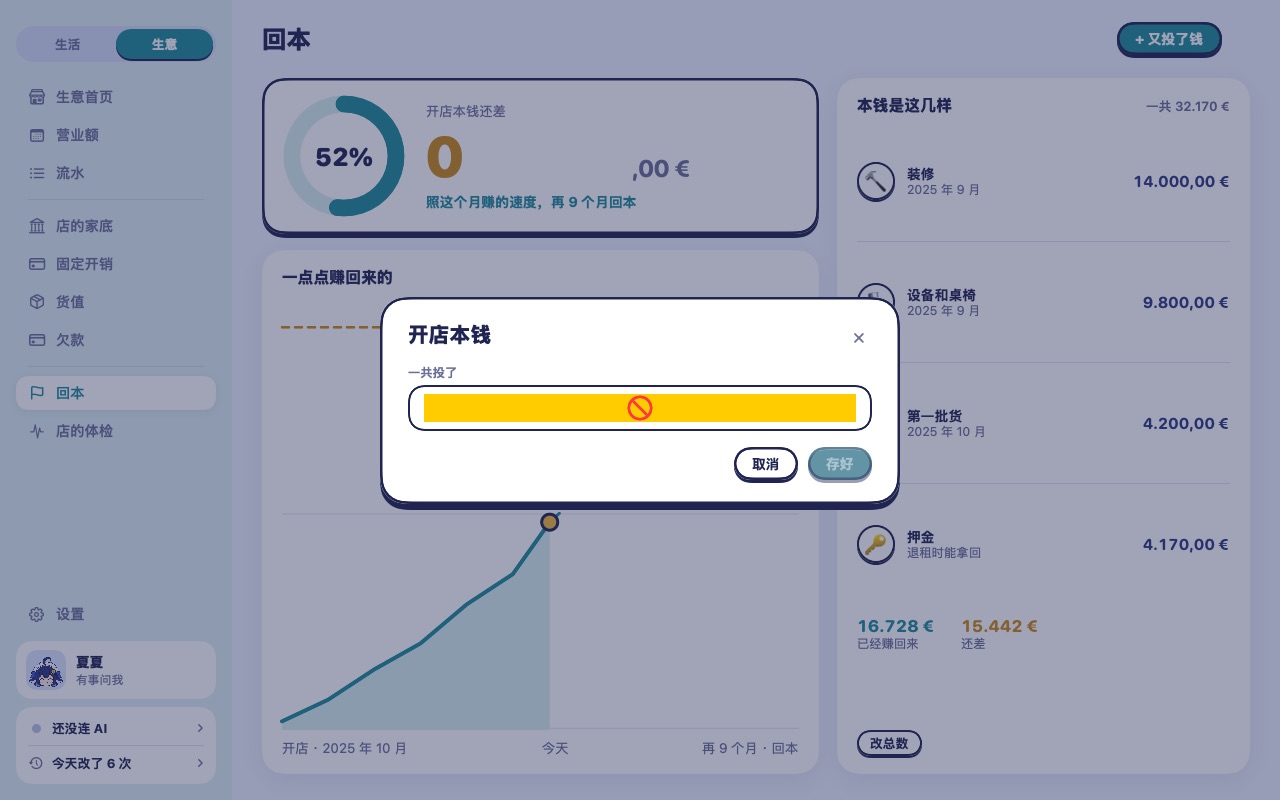 生活
生意
生意首页
营业额
流水
店的家底
固定开销
货值
欠款
回本
店的体检
设置
夏夏
有事问我
还没连 AI
今天改了 6 次
回本
+ 又投了钱
52%
开店本钱还差
0 ,00 €
照这个月赚的速度，再 9 个月回本
一点点赚回来的
开店 · 2025 年 10 月
今天
再 9 个月 · 回本
本钱是这几样
一共 32.170 €
装修
2025 年 9 月
14.000,00 €
设备和桌椅
2025 年 9 月
9.800,00 €
第一批货
2025 年 10 月
4.200,00 €
押金
退租时能拿回
4.170,00 €
16.728 €
已经赚回来
15.442 €
还差
改总数
开店本钱
×
一共投了
取消
存好